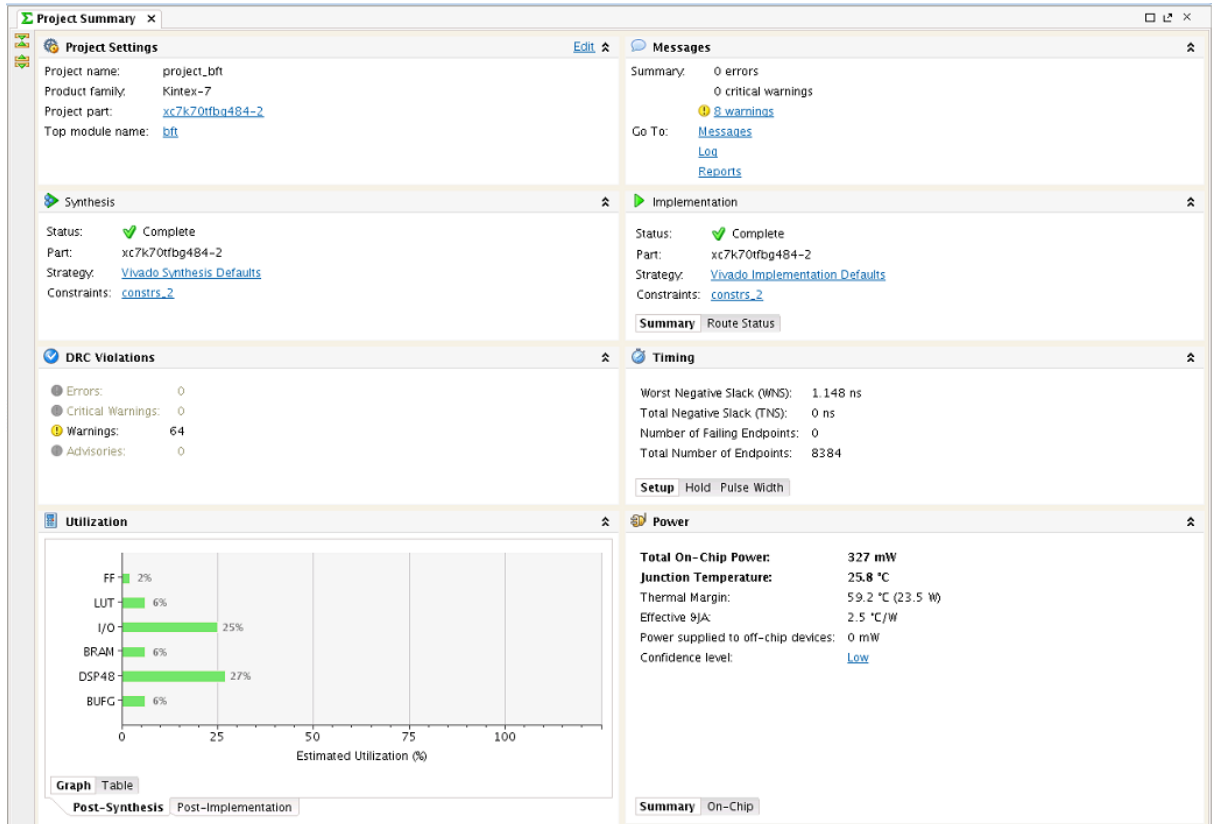 Σ Project Summary ×
Project Settings Edit
Project name: project_bft
Product family: Kintex-7
Project part: xc7k70tfbg484-2
Top module name: bft
Messages
Summary: 0 errors
0 critical warnings
8 warnings
Go To: Messages
Log
Reports
Synthesis
Status: Complete
Part: xc7k70tfbg484-2
Strategy: Vivado Synthesis Defaults
Constraints: constrs_2
Implementation
Status: Complete
Part: xc7k70tfbg484-2
Strategy: Vivado Implementation Defaults
Constraints: constrs_2
Summary Route Status
DRC Violations
Errors: 0
Critical Warnings: 0
Warnings: 64
Advisories: 0
Timing
Worst Negative Slack (WNS): 1.148 ns
Total Negative Slack (TNS): 0 ns
Number of Failing Endpoints: 0
Total Number of Endpoints: 8384
Setup Hold Pulse Width
Utilization
FF 2%
LUT 6%
I/O 25%
BRAM 6%
DSP48 27%
BUFG 6%
0 25 50 75 100
Estimated Utilization (%)
Graph Table
Post-Synthesis Post-Implementation
Power
Total On-Chip Power: 327 mW
Junction Temperature: 25.8 °C
Thermal Margin: 59.2 °C (23.5 W)
Effective ϑJA: 2.5 °C/W
Power supplied to off-chip devices: 0 mW
Confidence level: Low
Summary On-Chip